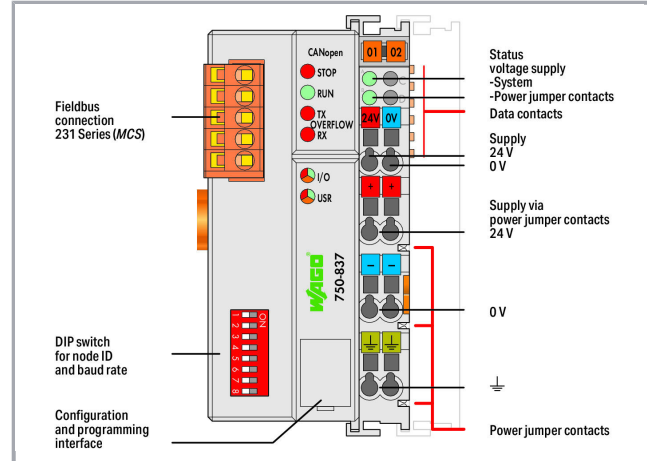 Fieldbus
connection
231 Series (MCS)
DIP switch
for node ID
and baud rate
Configuration
and programming
interface
CANopen
STOP
RUN
TX
OVERFLOW
RX
I/O
USR
WAGO
750-837
ON
1
2
3
4
5
6
7
8
01 02
C
24V 0V
+ +
– –
Status
voltage supply
-System
-Power jumper contacts
Data contacts
Supply
24 V
0 V
Supply via
power jumper contacts
24 V
0 V
Power jumper contacts